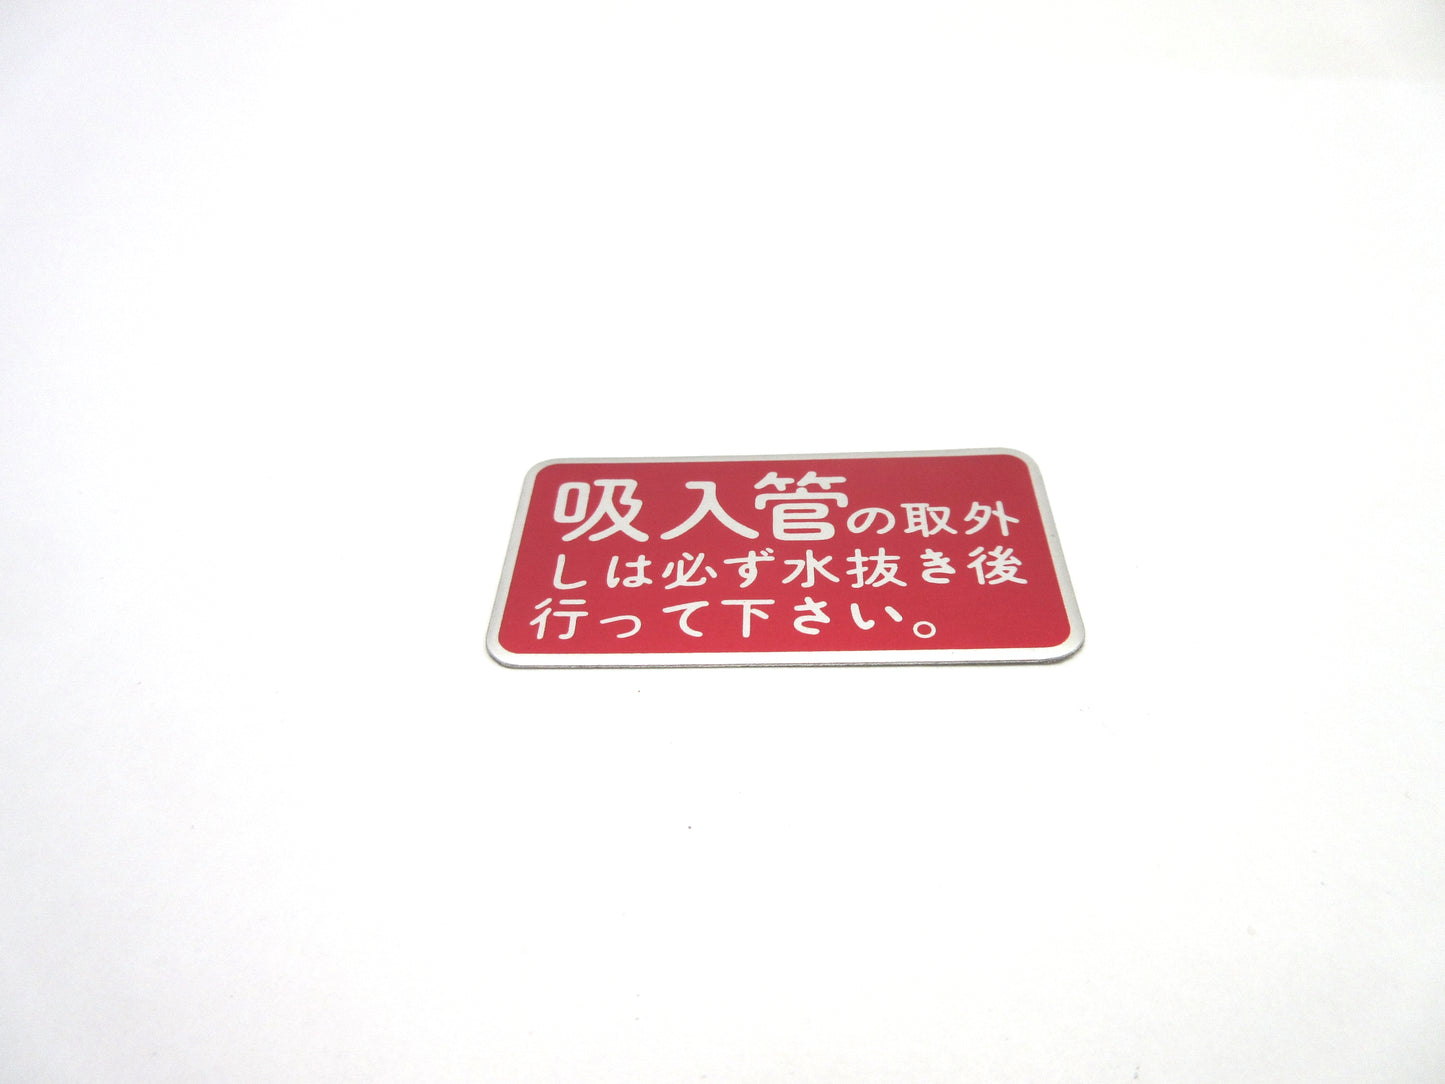 吸入管の取外
しは必ず水抜き後
行って下さい。